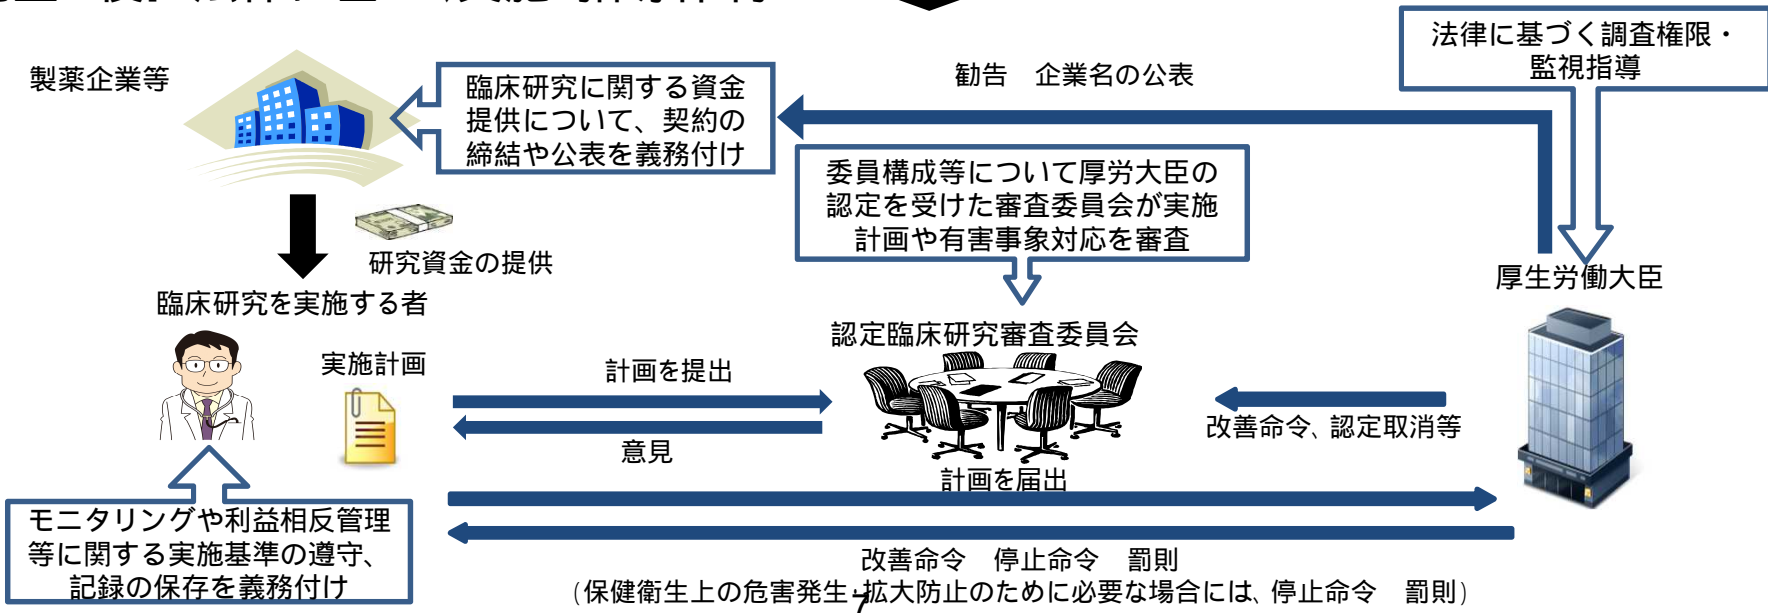 製薬企業等
臨床研究に関する資金
提供について、契約の
締結や公表を義務付け
勧告　企業名の公表
法律に基づく調査権限・
監視指導
委員構成等について厚労大臣の
認定を受けた審査委員会が実施
計画や有害事象対応を審査
研究資金の提供
厚生労働大臣
臨床研究を実施する者
認定臨床研究審査委員会
実施計画
計画を提出
意見
改善命令、認定取消等
計画を届出
モニタリングや利益相反管理
等に関する実施基準の遵守、
記録の保存を義務付け
改善命令　停止命令　罰則
(保健衛生上の危害発生・拡大防止のために必要な場合には、停止命令　罰則)
7